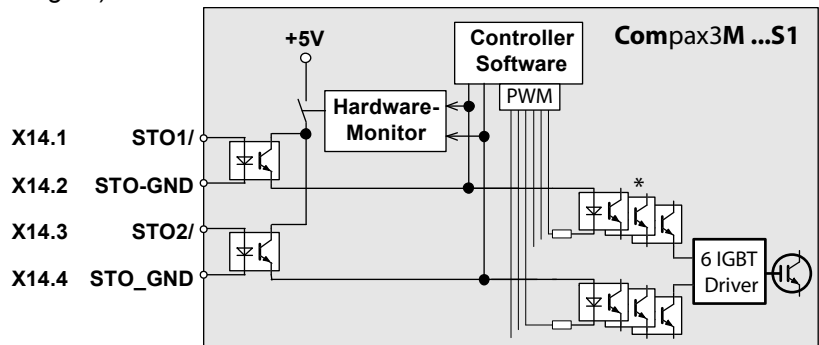 +5V
Controller
Software
Compax3M ...S1
PWM
Hardware-
Monitor
X14.1 STO1/
X14.2 STO-GND
*
X14.3 STO2/
X14.4 STO_GND
6 IGBT
Driver